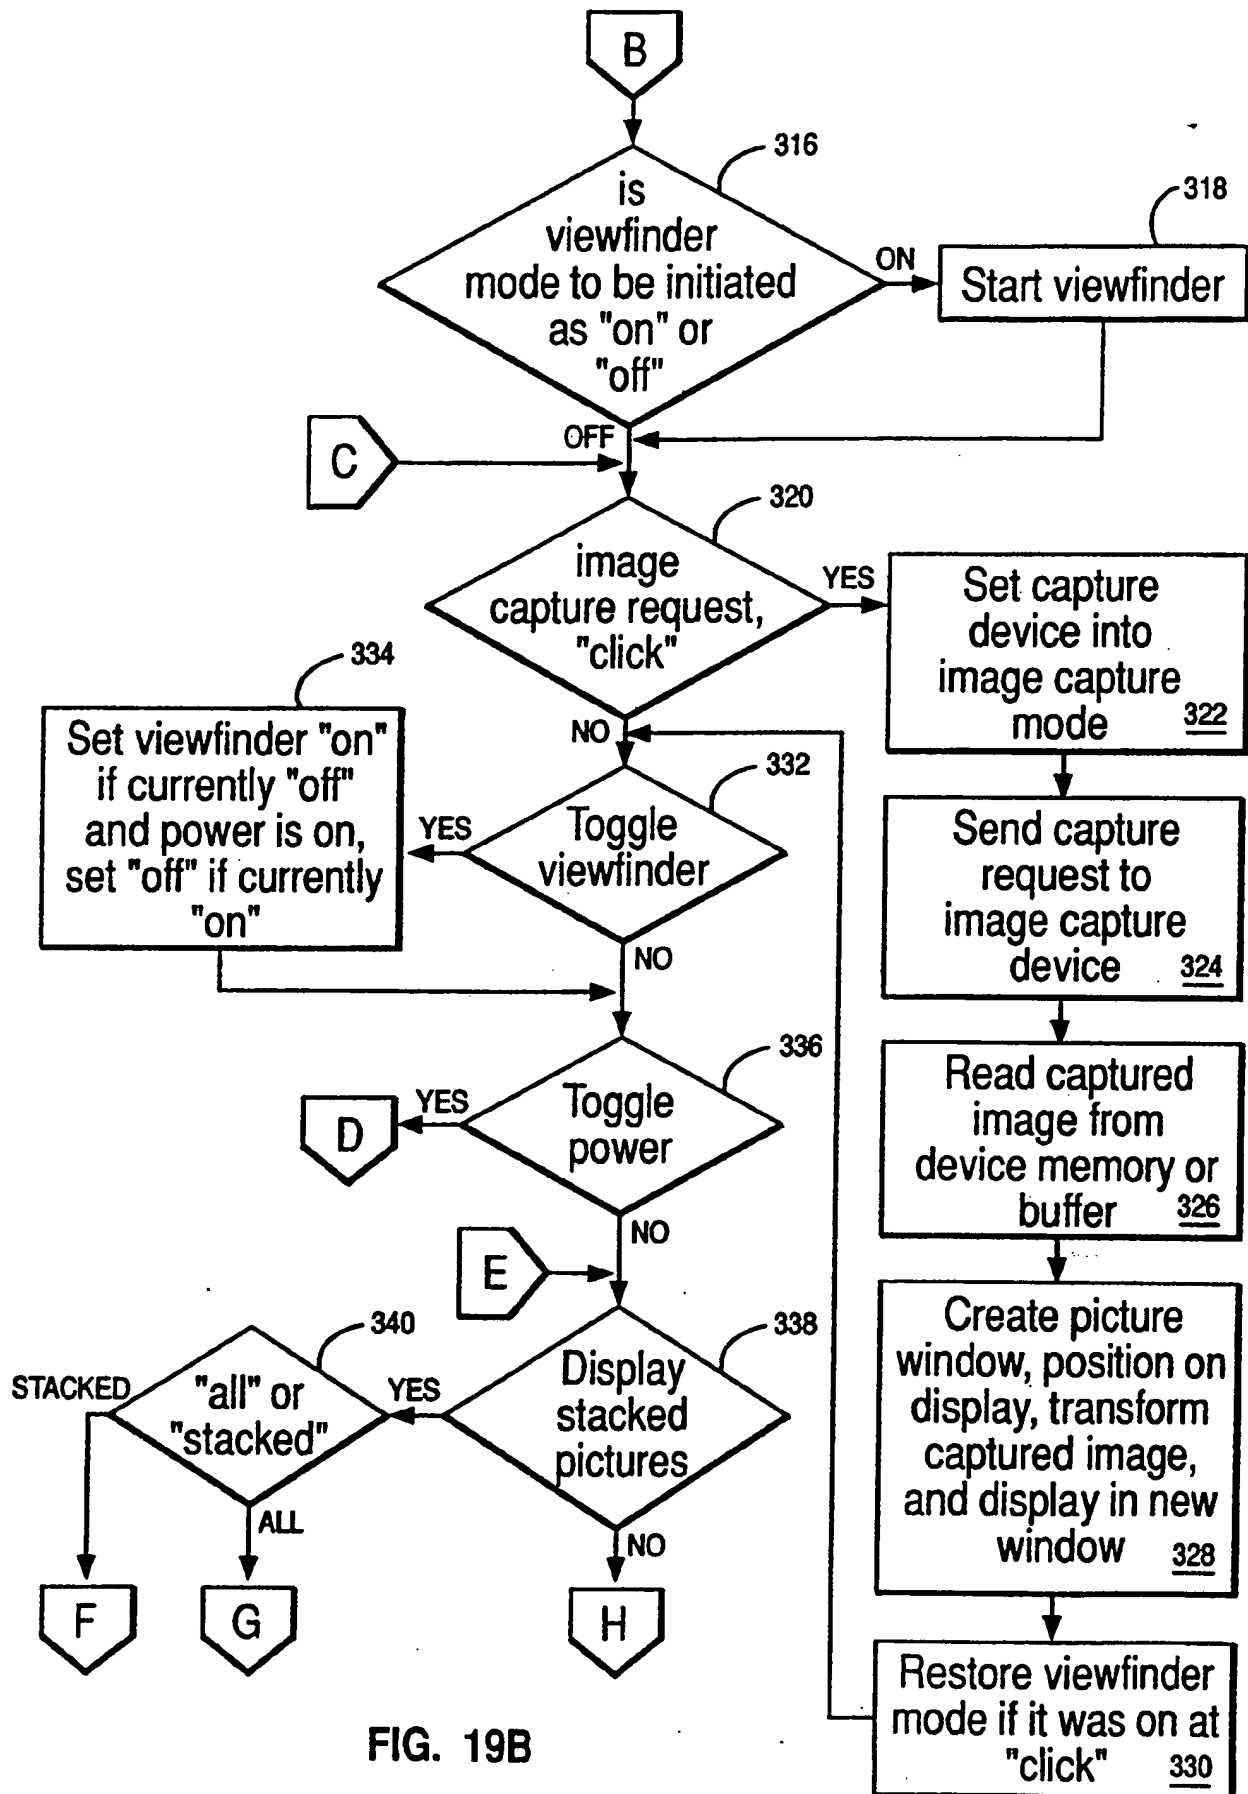 B
316
is
viewfinder
mode to be initiated
as "on" or
"off"
ON
318
Start viewfinder
OFF
C
320
image
capture request,
"click"
YES
Set capture
device into
image capture
mode 322
NO
334
Set viewfinder "on"
if currently "off"
and power is on,
set "off" if currently
"on"
332
Toggle
viewfinder
YES
NO
Send capture
request to
image capture
device 324
336
Toggle
power
YES
D
NO
Read captured
image from
device memory or
buffer 326
E
338
Display
stacked
pictures
YES
NO
340
"all" or
"stacked"
STACKED
ALL
F
G
H
Create picture
window, position on
display, transform
captured image,
and display in new
window 328
Restore viewfinder
mode if it was on at
"click" 330
FIG. 19B